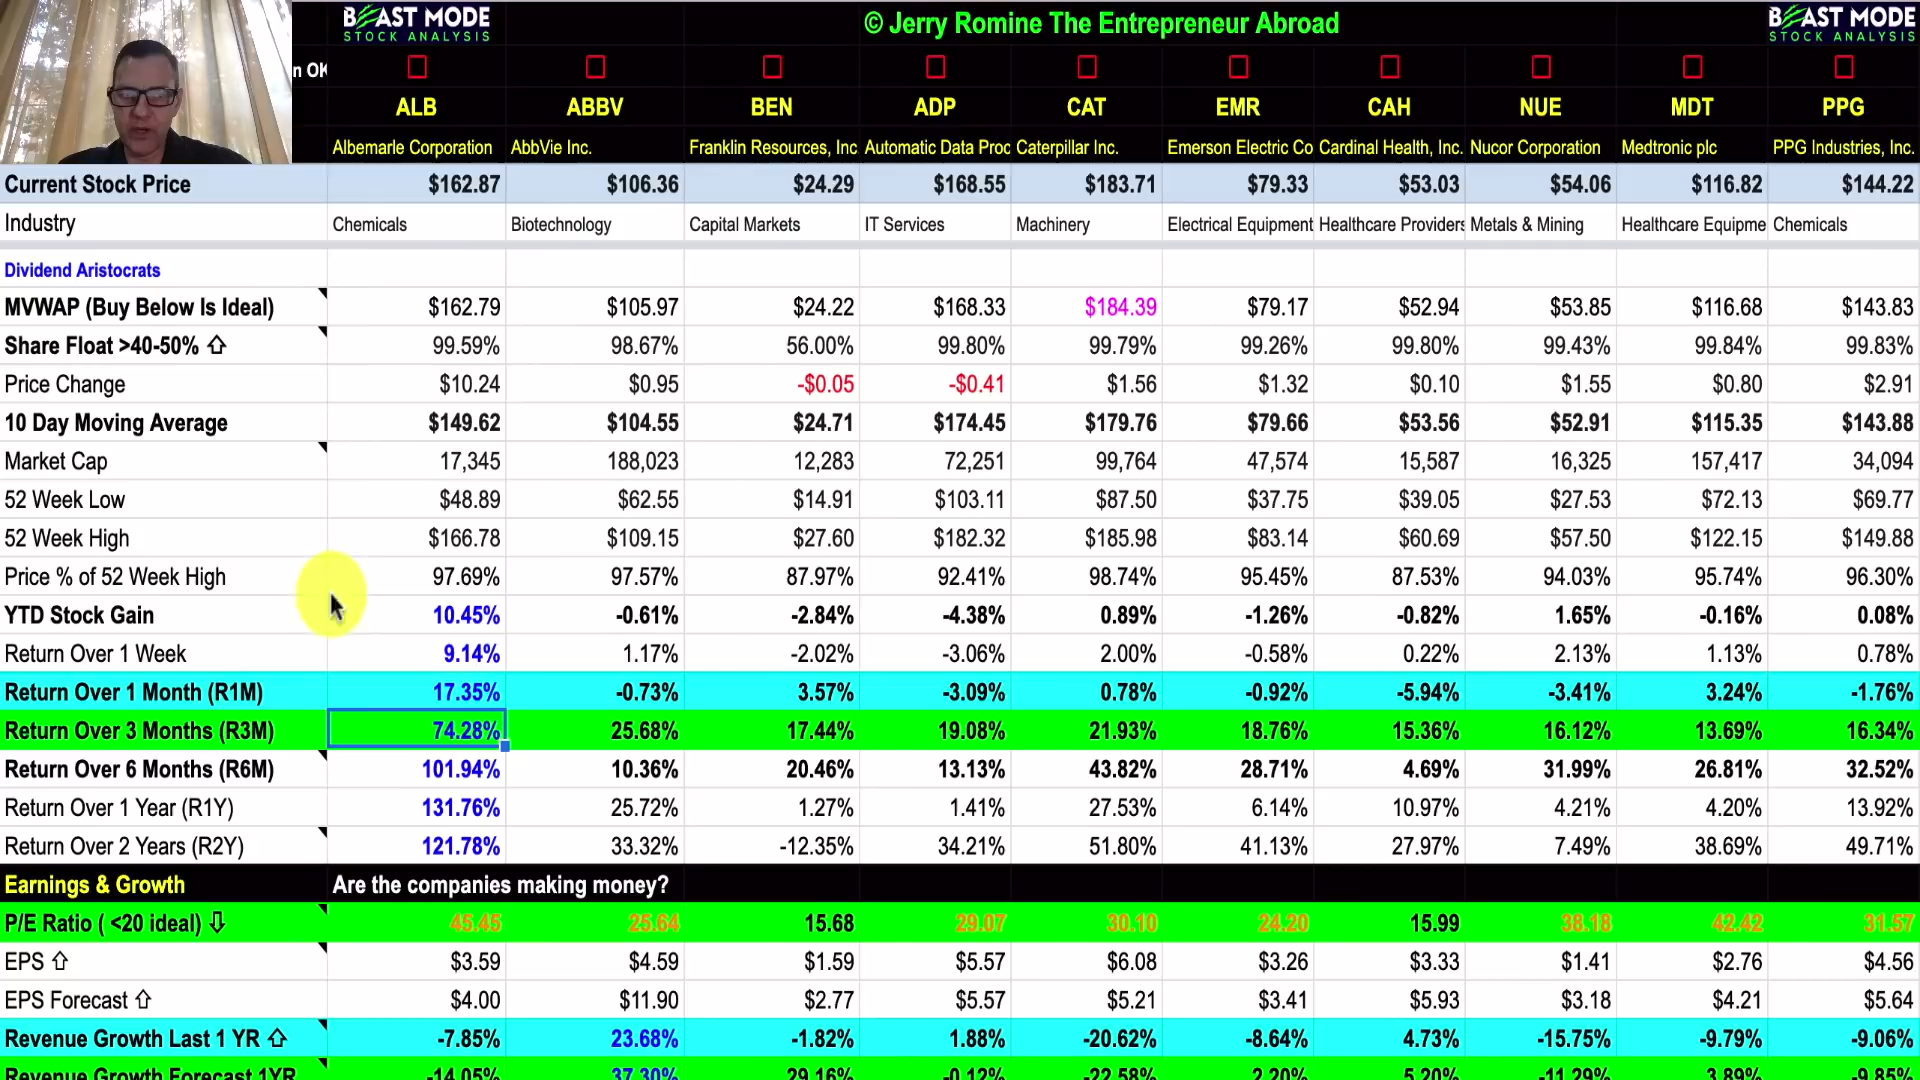 BEAST MODE © Jerry Romine The Entrepreneur Abroad BEAST MODE
STOCK ANALYSIS STOCK ANALYSIS
n OK
ALB ABBV BEN ADP CAT EMR CAH NUE MDT PPG
Albemarle Corporation AbbVie Inc. Franklin Resources, Inc Automatic Data Proc Caterpillar Inc. Emerson Electric Co Cardinal Health, Inc. Nucor Corporation Medtronic plc PPG Industries, Inc.
Current Stock Price $162.87 $106.36 $24.29 $168.55 $183.71 $79.33 $53.03 $54.06 $116.82 $144.22
Industry Chemicals Biotechnology Capital Markets IT Services Machinery Electrical Equipment Healthcare Providers Metals & Mining Healthcare Equipme Chemicals
Dividend Aristocrats
MVWAP (Buy Below Is Ideal) $162.79 $105.97 $24.22 $168.33 $184.39 $79.17 $52.94 $53.85 $116.68 $143.83
Share Float >40-50% ⇧ 99.59% 98.67% 56.00% 99.80% 99.79% 99.26% 99.80% 99.43% 99.84% 99.83%
Price Change $10.24 $0.95 -$0.05 -$0.41 $1.56 $1.32 $0.10 $1.55 $0.80 $2.91
10 Day Moving Average $149.62 $104.55 $24.71 $174.45 $179.76 $79.66 $53.56 $52.91 $115.35 $143.88
Market Cap 17,345 188,023 12,283 72,251 99,764 47,574 15,587 16,325 157,417 34,094
52 Week Low $48.89 $62.55 $14.91 $103.11 $87.50 $37.75 $39.05 $27.53 $72.13 $69.77
52 Week High $166.78 $109.15 $27.60 $182.32 $185.98 $83.14 $60.69 $57.50 $122.15 $149.88
Price % of 52 Week High 97.69% 97.57% 87.97% 92.41% 98.74% 95.45% 87.53% 94.03% 95.74% 96.30%
YTD Stock Gain 10.45% -0.61% -2.84% -4.38% 0.89% -1.26% -0.82% 1.65% -0.16% 0.08%
Return Over 1 Week 9.14% 1.17% -2.02% -3.06% 2.00% -0.58% 0.22% 2.13% 1.13% 0.78%
Return Over 1 Month (R1M) 17.35% -0.73% 3.57% -3.09% 0.78% -0.92% -5.94% -3.41% 3.24% -1.76%
Return Over 3 Months (R3M) 74.28% 25.68% 17.44% 19.08% 21.93% 18.76% 15.36% 16.12% 13.69% 16.34%
Return Over 6 Months (R6M) 101.94% 10.36% 20.46% 13.13% 43.82% 28.71% 4.69% 31.99% 26.81% 32.52%
Return Over 1 Year (R1Y) 131.76% 25.72% 1.27% 1.41% 27.53% 6.14% 10.97% 4.21% 4.20% 13.92%
Return Over 2 Years (R2Y) 121.78% 33.32% -12.35% 34.21% 51.80% 41.13% 27.97% 7.49% 38.69% 49.71%
Earnings & Growth Are the companies making money?
P/E Ratio ( <20 ideal) ⇩ 45.45 25.64 15.68 29.07 30.10 24.20 15.99 38.18 42.42 31.57
EPS ⇧ $3.59 $4.59 $1.59 $5.57 $6.08 $3.26 $3.33 $1.41 $2.76 $4.56
EPS Forecast ⇧ $4.00 $11.90 $2.77 $5.57 $5.21 $3.41 $5.93 $3.18 $4.21 $5.64
Revenue Growth Last 1 YR ⇧ -7.85% 23.68% -1.82% 1.88% -20.62% -8.64% 4.73% -15.75% -9.79% -9.06%
Revenue Growth Forecast 1YR -14.05% 37.30% 29.16% -0.12% -22.58% 2.20% 5.20% -11.29% 3.89% -9.85%